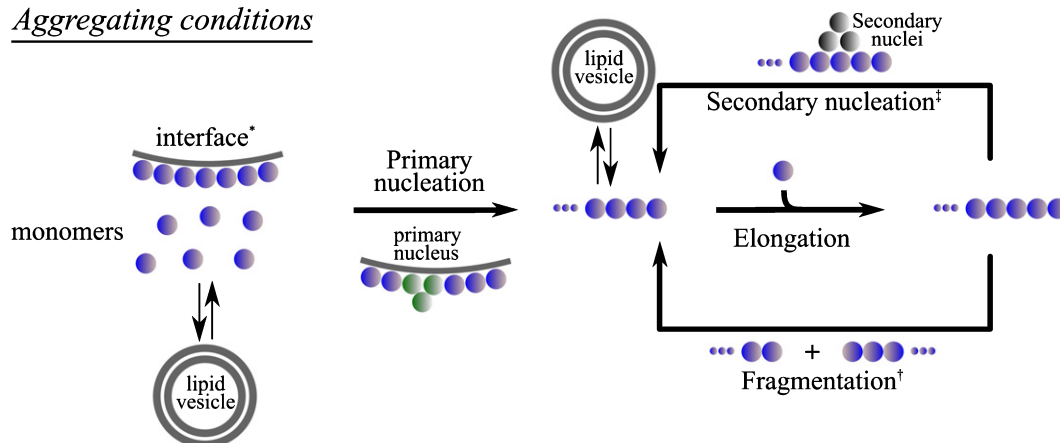 Aggregating conditions
interface*
monomers
lipid
vesicle
Primary
nucleation
primary
nucleus
lipid
vesicle
Secondary
nuclei
Secondary nucleation‡
Elongation
+
Fragmentation†